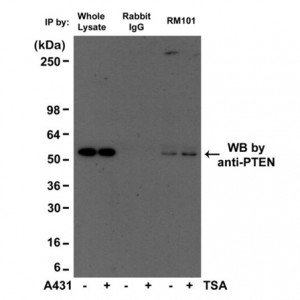 IP by: Whole Lysate Rabbit IgG RM101
(kDa)
250
98
64
50
36
16
6
WB by
anti-PTEN
A431 - + - + - + TSA